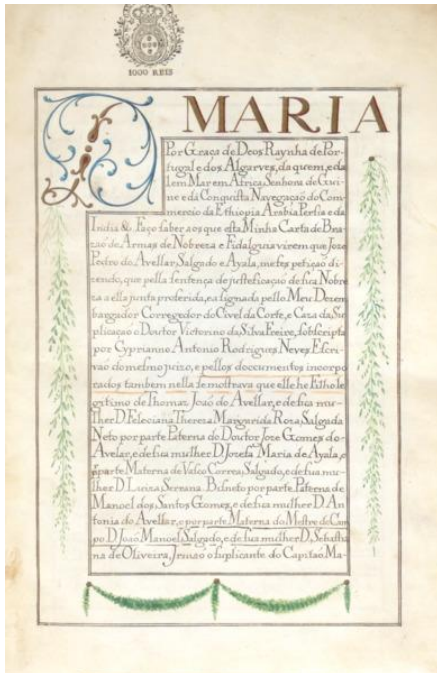 1000 REIS
D. MARIA
Por Graça de Deos Raynha de Por-
tugal e dos Algarves, daquem, e da
lem Mar em Africa Senhora de Gui-
ne e da Conquista Navegação do Com-
mercio da Ethiopia Arabia Persia e da
India &. Faço saber aos que esta Minha Carta de Bra-
zão de Armas de Nobreza e Fidalguia virem que Joze
Pedro do Avellar Salgado e Ayala, me fes petição di-
zendo, que pella Sentença de justeficação de sua Nobre
za a ella junta proferida, e asignada pello Meu Dezem
bargador Corregedor do Civel da Corte, e Caza da Su
plicação o Doutor Victorino da Silva Freire, sobscripta
por Cyprianno Antonio Rodrigues Neves Escri-
vão do mesmo juizo, e pellos documentos incorpo
rados tambem nella se mostrava que elle he Filho le
gitimo de Thomaz João do Avellar, e de sua mu-
lher D. Feleciana Thereza Margarida Roza, Salgada
Neto por parte Paterna do Doutor Joze Gomes do
Avelar, e de sua mulher D. Jozefa Maria de Ayala, e
parte Materna de Vasco Correa, Salgado, e de sua mu-
lher D. Luiza Serrana Bisneto por parte Paterna de
Manoel dos Santos Gomes, e de sua mulher D. An-
tonia do Avellar, e por parte Materna do Mestre de Cam
po D. João Manoel Salgado, e de sua mulher D. Sebastia
na de Oliveira, Irmão o suplicante do Capitão Ma-